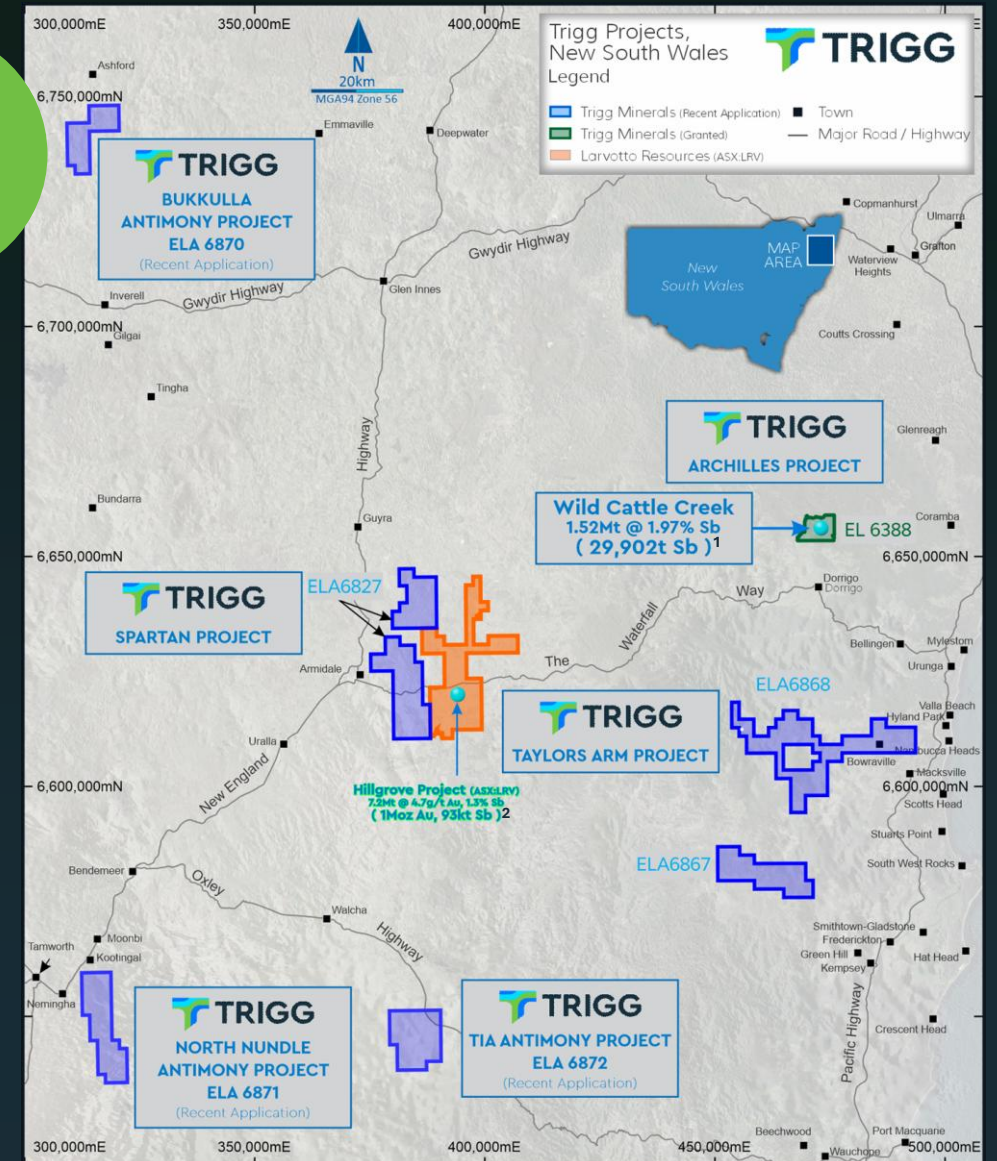 300,000mE
350,000mE
400,000mE
Trigg Projects,
New South Wales
Legend
TRIGG
Trigg Minerals (Recent Application)
Trigg Minerals (Granted)
Larvotto Resources (ASX:LRV)
Town
Major Road / Highway
N
20km
MGA94 Zone 56
Ashford
6,750,000mN
Emmaville
Deepwater
TRIGG
BUKKULLA
ANTIMONY PROJECT
ELA 6870
(Recent Application)
Copmanhurst
Ulmarra
Grafton
Waterview
Heights
MAP
AREA
New
South Wales
Gwydir Highway
Glen Innes
Inverell
Gwydir Highway
6,700,000mN
Gilgai
Coutts Crossing
Tingha
TRIGG
ARCHILLES PROJECT
Glenreagh
Highway
Bundarra
Guyra
Wild Cattle Creek
1.52Mt @ 1.97% Sb
( 29,902t Sb )1
EL 6388
Coramba
6,650,000mN
6,650,000mN
TRIGG
SPARTAN PROJECT
ELA6827
Dorrigo
Dorrigo
The Waterfall Way
Bellingen
Mylestom
Urunga
Armidale
ELA6868
TRIGG
TAYLORS ARM PROJECT
Valla Beach
Hyland Park
Nambucca Heads
Bowraville
Macksville
Uralla
New England
Hillgrove Project (ASX:LRV)
7.2Mt @ 4.7g/t Au, 1.3% Sb
( 1Moz Au, 93kt Sb )2
6,600,000mN
6,600,000mN
Scotts Head
Stuarts Point
ELA6867
South West Rocks
Bendemeer
Oxley
Highway
Walcha
Smithtown-Gladstone
Frederickton
Green Hill
Kempsey
Hat Head
Tamworth
Moonbi
Kootingal
Nemingha
TRIGG
NORTH NUNDLE
ANTIMONY PROJECT
ELA 6871
(Recent Application)
TRIGG
TIA ANTIMONY PROJECT
ELA 6872
(Recent Application)
Crescent Head
Pacific Highway
Beechwood
Port Macquarie
Wauchope
300,000mE
350,000mE
400,000mE
450,000mE
500,000mE